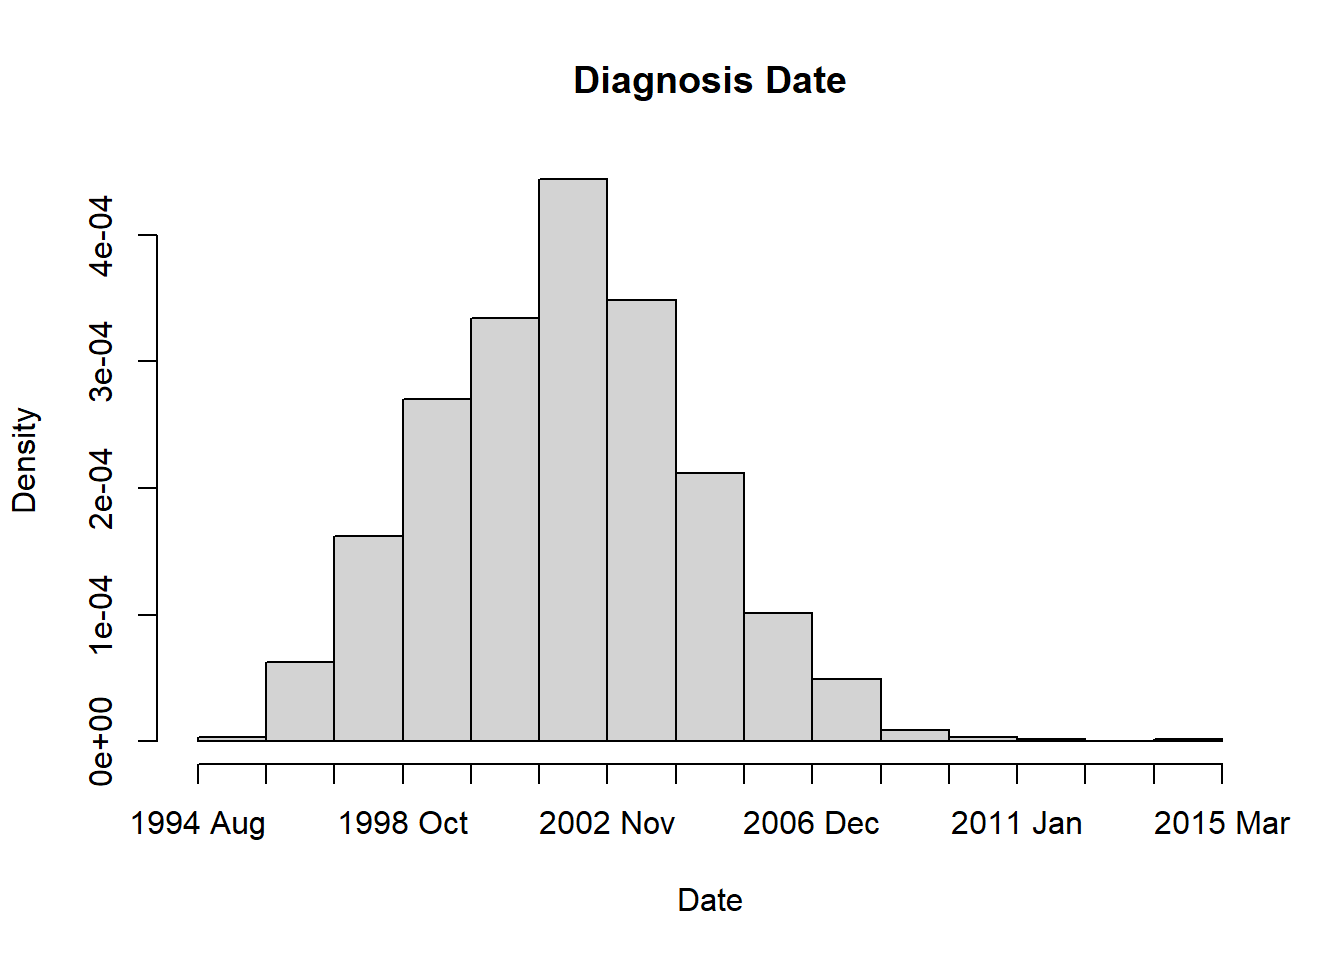 Diagnosis Date
Density
4e-04
3e-04
2e-04
1e-04
0e+00
1994 Aug 1998 Oct 2002 Nov 2006 Dec 2011 Jan 2015 Mar
Date